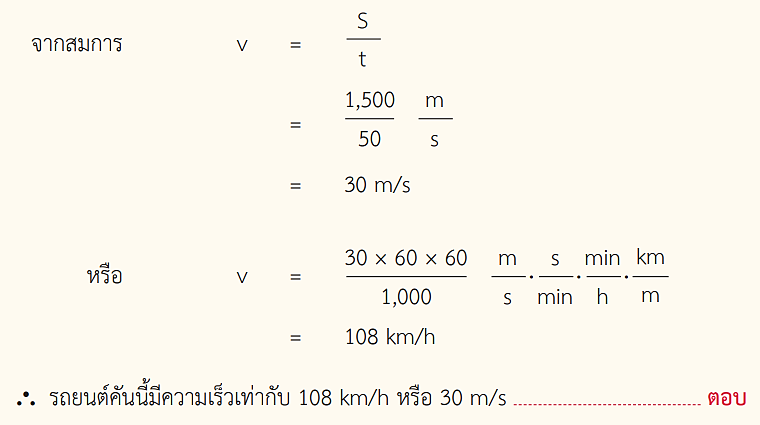 จากสมการ v = S/t
= 1,500/50 m/s
= 30 m/s
หรือ v = 30 × 60 × 60/1,000 m/s · s/min · min/h · km/m
= 108 km/h
∴ รถยนต์คันนี้มีความเร็วเท่ากับ 108 km/h หรือ 30 m/s ........................................ ตอบ